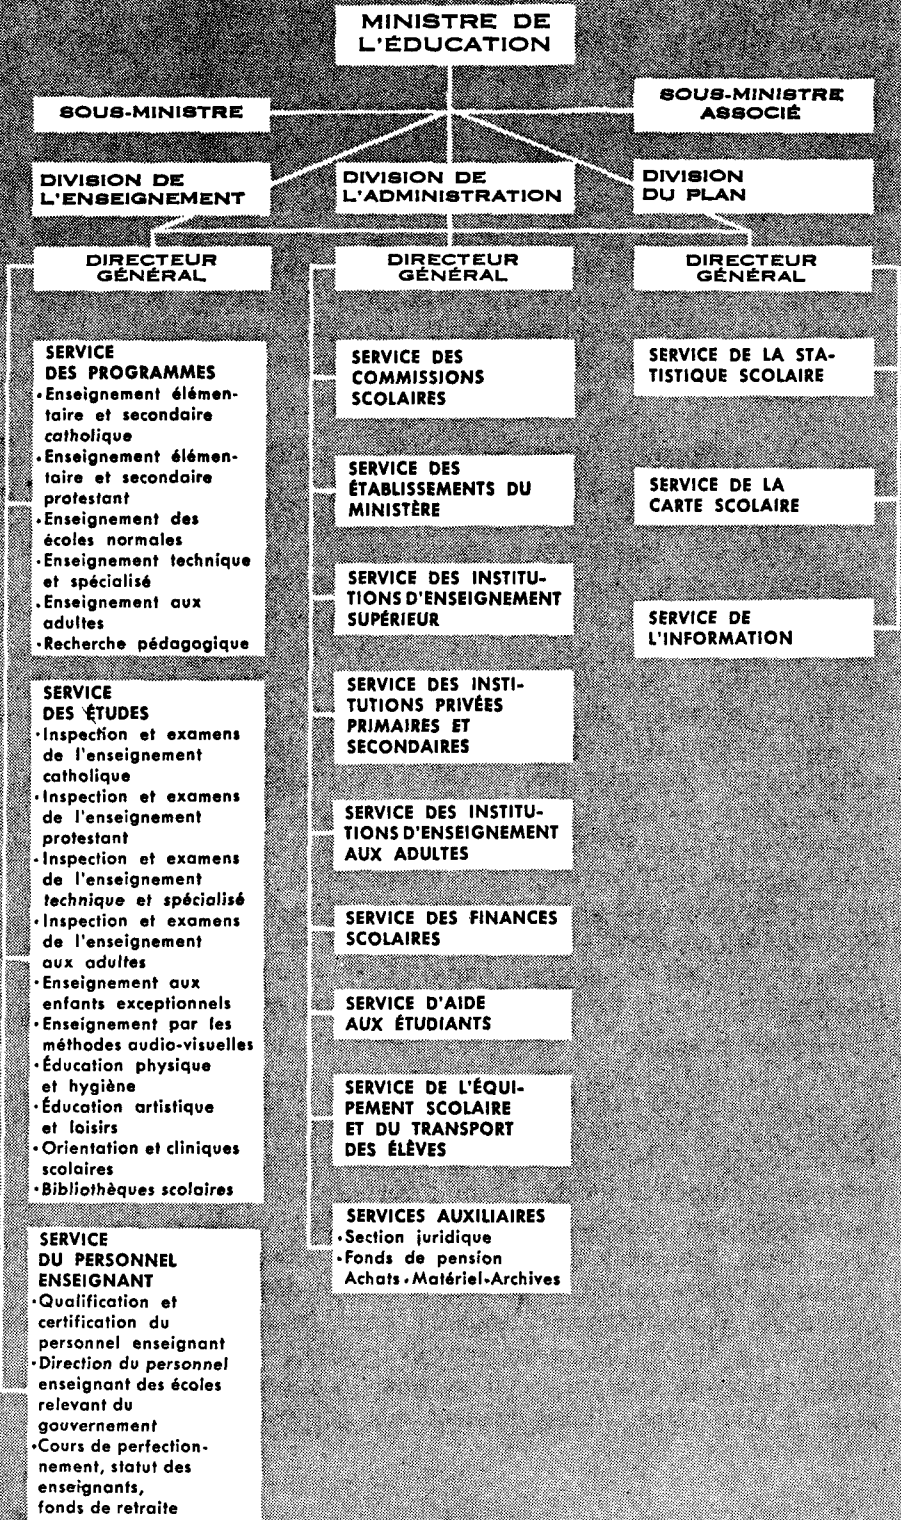 MINISTRE DE
L'ÉDUCATION
SOUS-MINISTRE
SOUS-MINISTRE
ASSOCIÉ
DIVISION DE
L'ENSEIGNEMENT
DIVISION DE
L'ADMINISTRATION
DIVISION
DU PLAN
DIRECTEUR
GÉNÉRAL
DIRECTEUR
GÉNÉRAL
DIRECTEUR
GÉNÉRAL
SERVICE
DES PROGRAMMES
•Enseignement élémen-
taire et secondaire
catholique
•Enseignement élémen-
taire et secondaire
protestant
•Enseignement des
écoles normales
•Enseignement technique
et spécialisé
•Enseignement aux
adultes
•Recherche pédagogique
SERVICE
DES ÉTUDES
•Inspection et examens
de l'enseignement
catholique
•Inspection et examens
de l'enseignement
protestant
•Inspection et examens
de l'enseignement
technique et spécialisé
•Inspection et examens
de l'enseignement
aux adultes
•Enseignement aux
enfants exceptionnels
•Enseignement par les
méthodes audio-visuelles
•Éducation physique
et hygiène
•Éducation artistique
et loisirs
•Orientation et cliniques
scolaires
•Bibliothèques scolaires
SERVICE
DU PERSONNEL
ENSEIGNANT
•Qualification et
certification du
personnel enseignant
•Direction du personnel
enseignant des écoles
relevant du
gouvernement
•Cours de perfection-
nement, statut des
enseignants,
fonds de retraite
SERVICE DES
COMMISSIONS
SCOLAIRES
SERVICE DES
ÉTABLISSEMENTS DU
MINISTÈRE
SERVICE DES INSTITU-
TIONS D'ENSEIGNEMENT
SUPÉRIEUR
SERVICE DES INSTI-
TUTIONS PRIVÉES
PRIMAIRES ET
SECONDAIRES
SERVICE DES INSTITU-
TIONS D'ENSEIGNEMENT
AUX ADULTES
SERVICE DES FINANCES
SCOLAIRES
SERVICE D'AIDE
AUX ÉTUDIANTS
SERVICE DE L'ÉQUI-
PEMENT SCOLAIRE
ET DU TRANSPORT
DES ÉLÈVES
SERVICES AUXILIAIRES
•Section juridique
•Fonds de pension
Achats•Matériel•Archives
SERVICE DE LA STA-
TISTIQUE SCOLAIRE
SERVICE DE LA
CARTE SCOLAIRE
SERVICE DE
L'INFORMATION